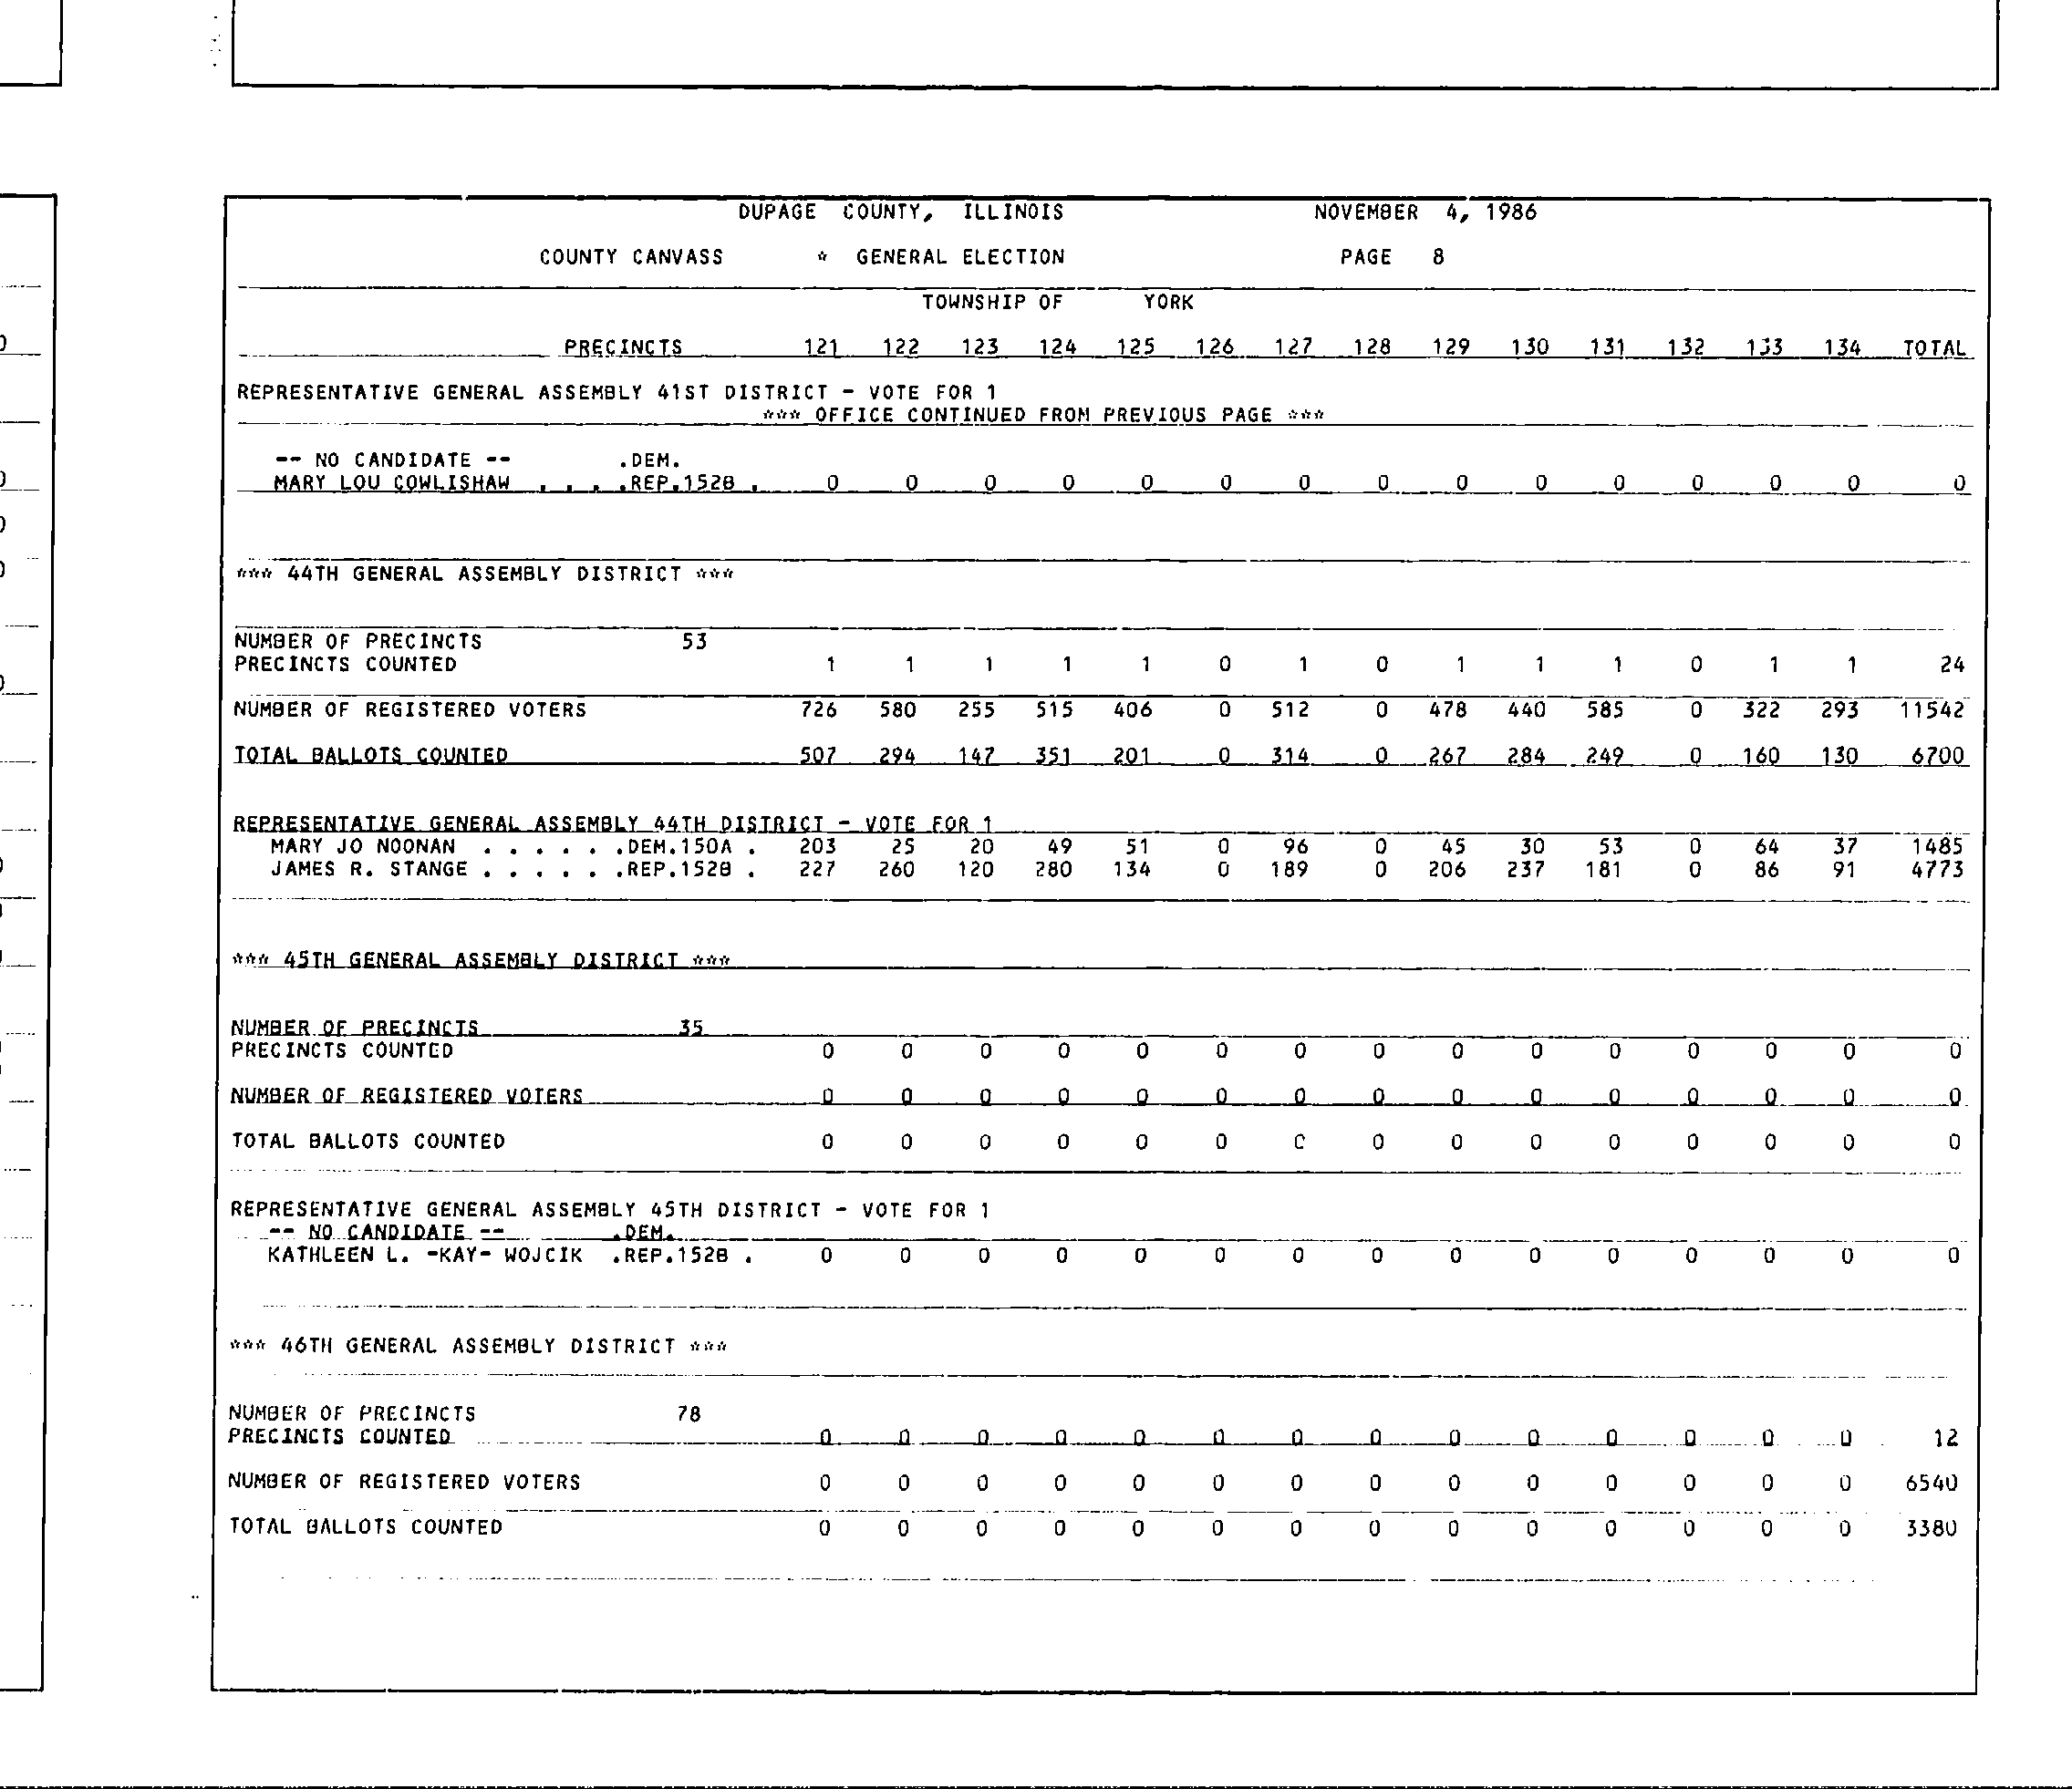 DUPAGE COUNTY, ILLINOIS NOVEMBER 4, 1986
COUNTY CANVASS * GENERAL ELECTION PAGE 8
TOWNSHIP OF YORK
PRECINCTS 121 122 123 124 125 126 127 128 129 130 131 132 133 134 TOTAL
REPRESENTATIVE GENERAL ASSEMBLY 41ST DISTRICT - VOTE FOR 1
*** OFFICE CONTINUED FROM PREVIOUS PAGE ***
-- NO CANDIDATE -- .DEM.
MARY LOU COWLISHAW . . . .REP.152B . 0 0 0 0 0 0 0 0 0 0 0 0 0 0 0
*** 44TH GENERAL ASSEMBLY DISTRICT ***
NUMBER OF PRECINCTS 53
PRECINCTS COUNTED 1 1 1 1 1 0 1 0 1 1 1 0 1 1 24
NUMBER OF REGISTERED VOTERS 726 580 255 515 406 0 512 0 478 440 585 0 322 293 11542
TOTAL BALLOTS COUNTED 507 294 147 351 201 0 314 0 267 284 249 0 160 130 6700
REPRESENTATIVE GENERAL ASSEMBLY 44TH DISTRICT - VOTE FOR 1
MARY JO NOONAN . . . . . .DEM.150A . 203 25 20 49 51 0 96 0 45 30 53 0 64 37 1485
JAMES R. STANGE . . . . . .REP.152B . 227 260 120 280 134 0 189 0 206 237 181 0 86 91 4773
*** 45TH GENERAL ASSEMBLY DISTRICT ***
NUMBER OF PRECINCTS 35
PRECINCTS COUNTED 0 0 0 0 0 0 0 0 0 0 0 0 0 0 0
NUMBER OF REGISTERED VOTERS 0 0 0 0 0 0 0 0 0 0 0 0 0 0 0
TOTAL BALLOTS COUNTED 0 0 0 0 0 0 C 0 0 0 0 0 0 0 0
REPRESENTATIVE GENERAL ASSEMBLY 45TH DISTRICT - VOTE FOR 1
-- NO CANDIDATE -- .DEM.
KATHLEEN L. -KAY- WOJCIK .REP.152B . 0 0 0 0 0 0 0 0 0 0 0 0 0 0 0
*** 46TH GENERAL ASSEMBLY DISTRICT ***
NUMBER OF PRECINCTS 78
PRECINCTS COUNTED 0 0 0 0 0 0 0 0 0 0 0 0 0 0 12
NUMBER OF REGISTERED VOTERS 0 0 0 0 0 0 0 0 0 0 0 0 0 0 6540
TOTAL BALLOTS COUNTED 0 0 0 0 0 0 0 0 0 0 0 0 0 0 3380